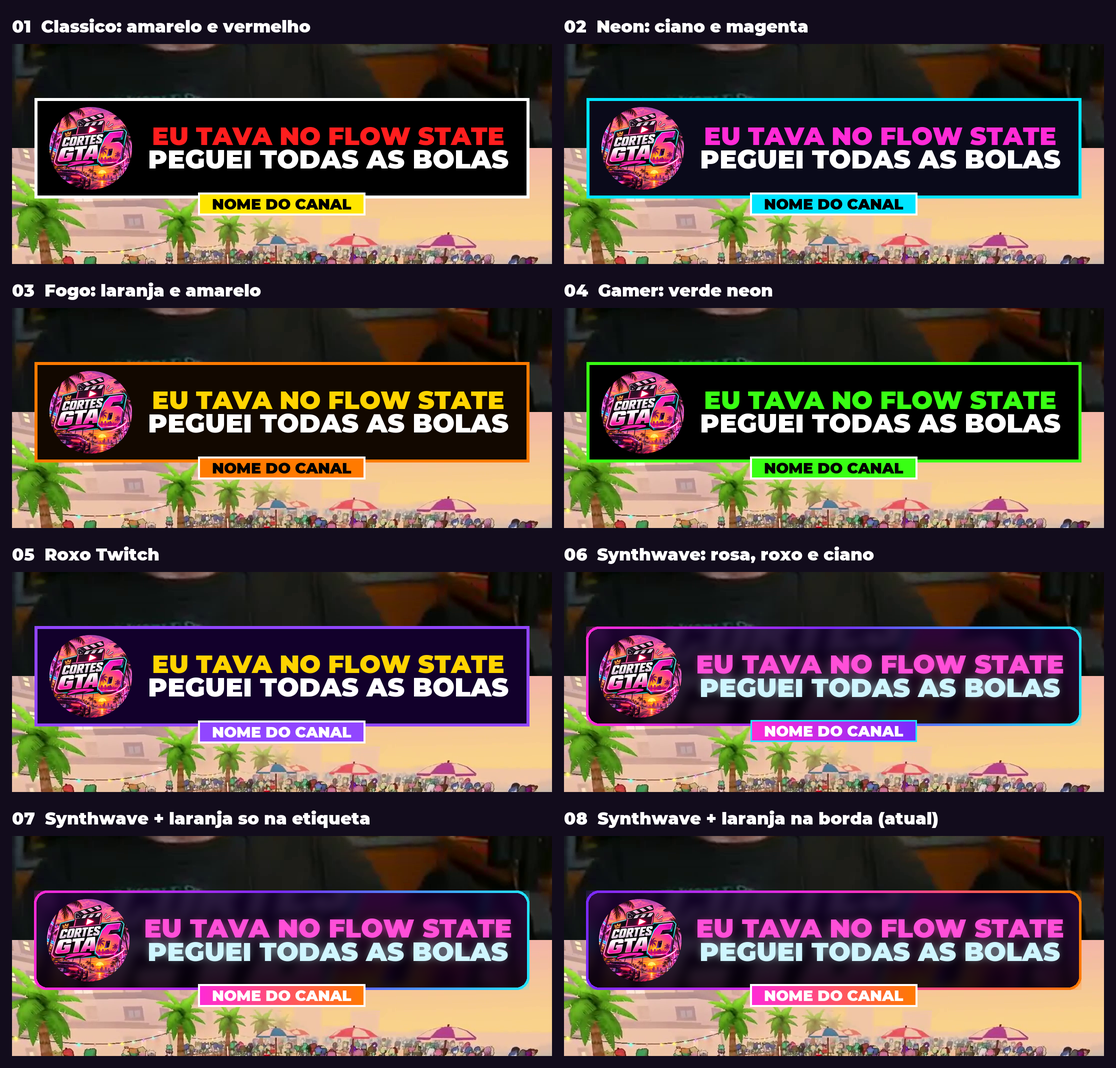 01 Classico: amarelo e vermelho
CORTES
GTA 6
EU TAVA NO FLOW STATE
PEGUEI TODAS AS BOLAS
NOME DO CANAL
02 Neon: ciano e magenta
CORTES
GTA 6
EU TAVA NO FLOW STATE
PEGUEI TODAS AS BOLAS
NOME DO CANAL
03 Fogo: laranja e amarelo
CORTES
GTA 6
EU TAVA NO FLOW STATE
PEGUEI TODAS AS BOLAS
NOME DO CANAL
04 Gamer: verde neon
CORTES
GTA 6
EU TAVA NO FLOW STATE
PEGUEI TODAS AS BOLAS
NOME DO CANAL
05 Roxo Twitch
CORTES
GTA 6
EU TAVA NO FLOW STATE
PEGUEI TODAS AS BOLAS
NOME DO CANAL
06 Synthwave: rosa, roxo e ciano
CORTES
GTA 6
EU TAVA NO FLOW STATE
PEGUEI TODAS AS BOLAS
NOME DO CANAL
07 Synthwave + laranja so na etiqueta
CORTES
GTA 6
EU TAVA NO FLOW STATE
PEGUEI TODAS AS BOLAS
NOME DO CANAL
08 Synthwave + laranja na borda (atual)
CORTES
GTA 6
EU TAVA NO FLOW STATE
PEGUEI TODAS AS BOLAS
NOME DO CANAL